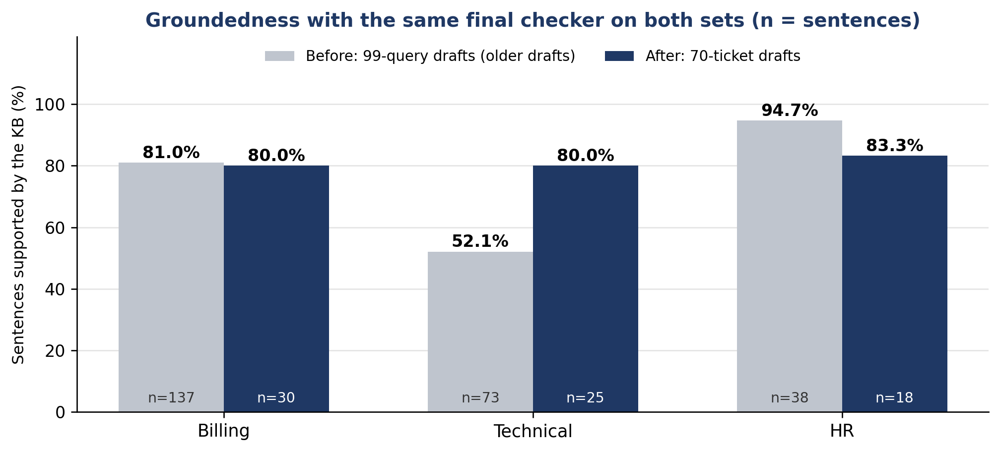 Groundedness with the same final checker on both sets (n = sentences)
Before: 99-query drafts (older drafts)
After: 70-ticket drafts
Sentences supported by the KB (%)
100
80
60
40
20
0
81.0%
80.0%
52.1%
80.0%
94.7%
83.3%
n=137
n=30
n=73
n=25
n=38
n=18
Billing
Technical
HR